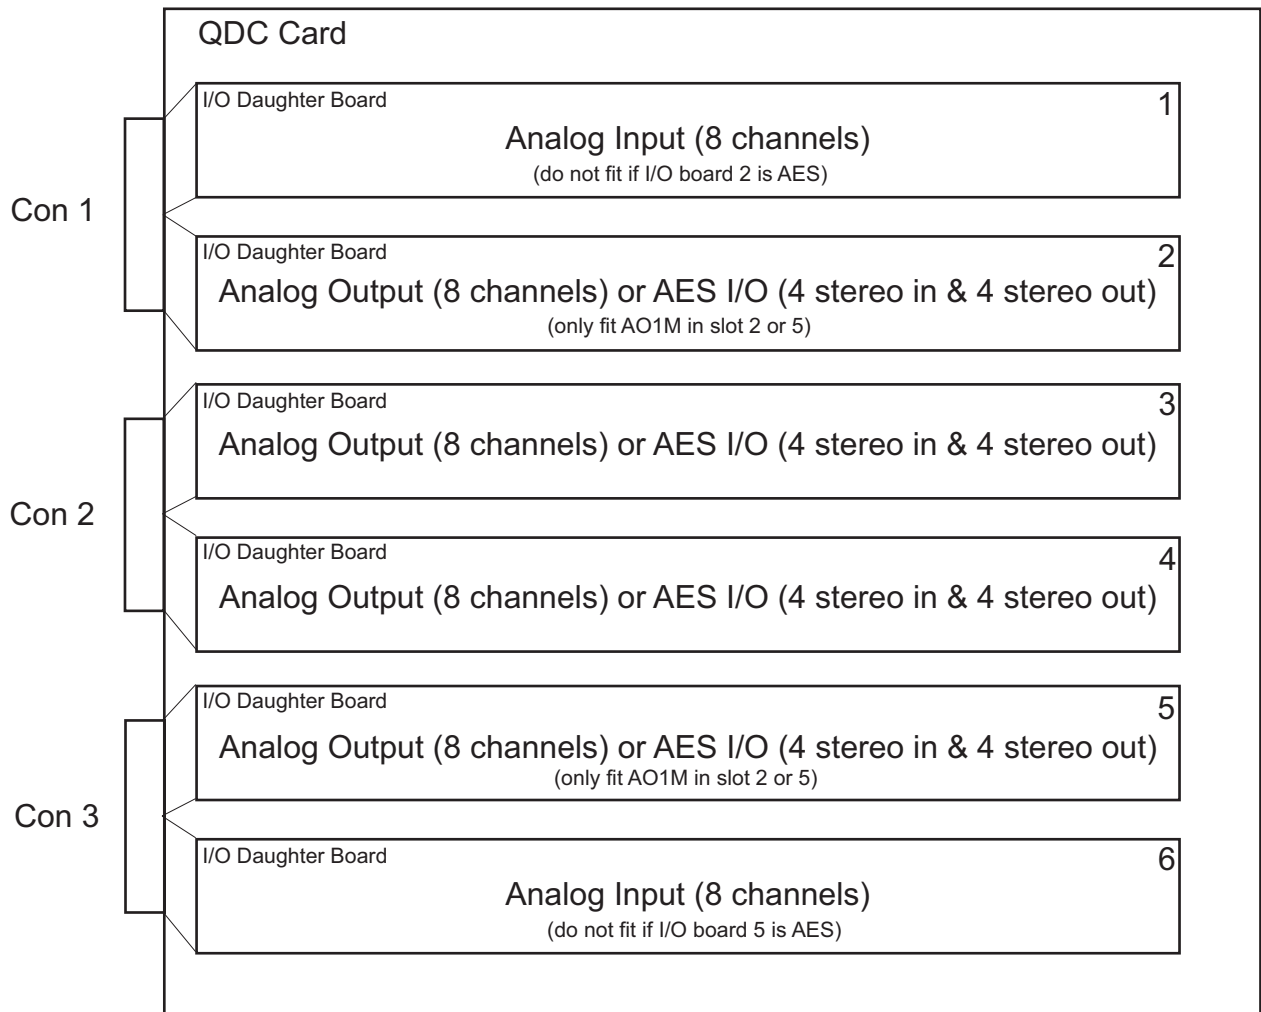 QDC Card
I/O Daughter Board
1
Analog Input (8 channels)
(do not fit if I/O board 2 is AES)
Con 1
I/O Daughter Board
2
Analog Output (8 channels) or AES I/O (4 stereo in & 4 stereo out)
(only fit AO1M in slot 2 or 5)
I/O Daughter Board
3
Analog Output (8 channels) or AES I/O (4 stereo in & 4 stereo out)
Con 2
I/O Daughter Board
4
Analog Output (8 channels) or AES I/O (4 stereo in & 4 stereo out)
I/O Daughter Board
5
Analog Output (8 channels) or AES I/O (4 stereo in & 4 stereo out)
(only fit AO1M in slot 2 or 5)
Con 3
I/O Daughter Board
6
Analog Input (8 channels)
(do not fit if I/O board 5 is AES)